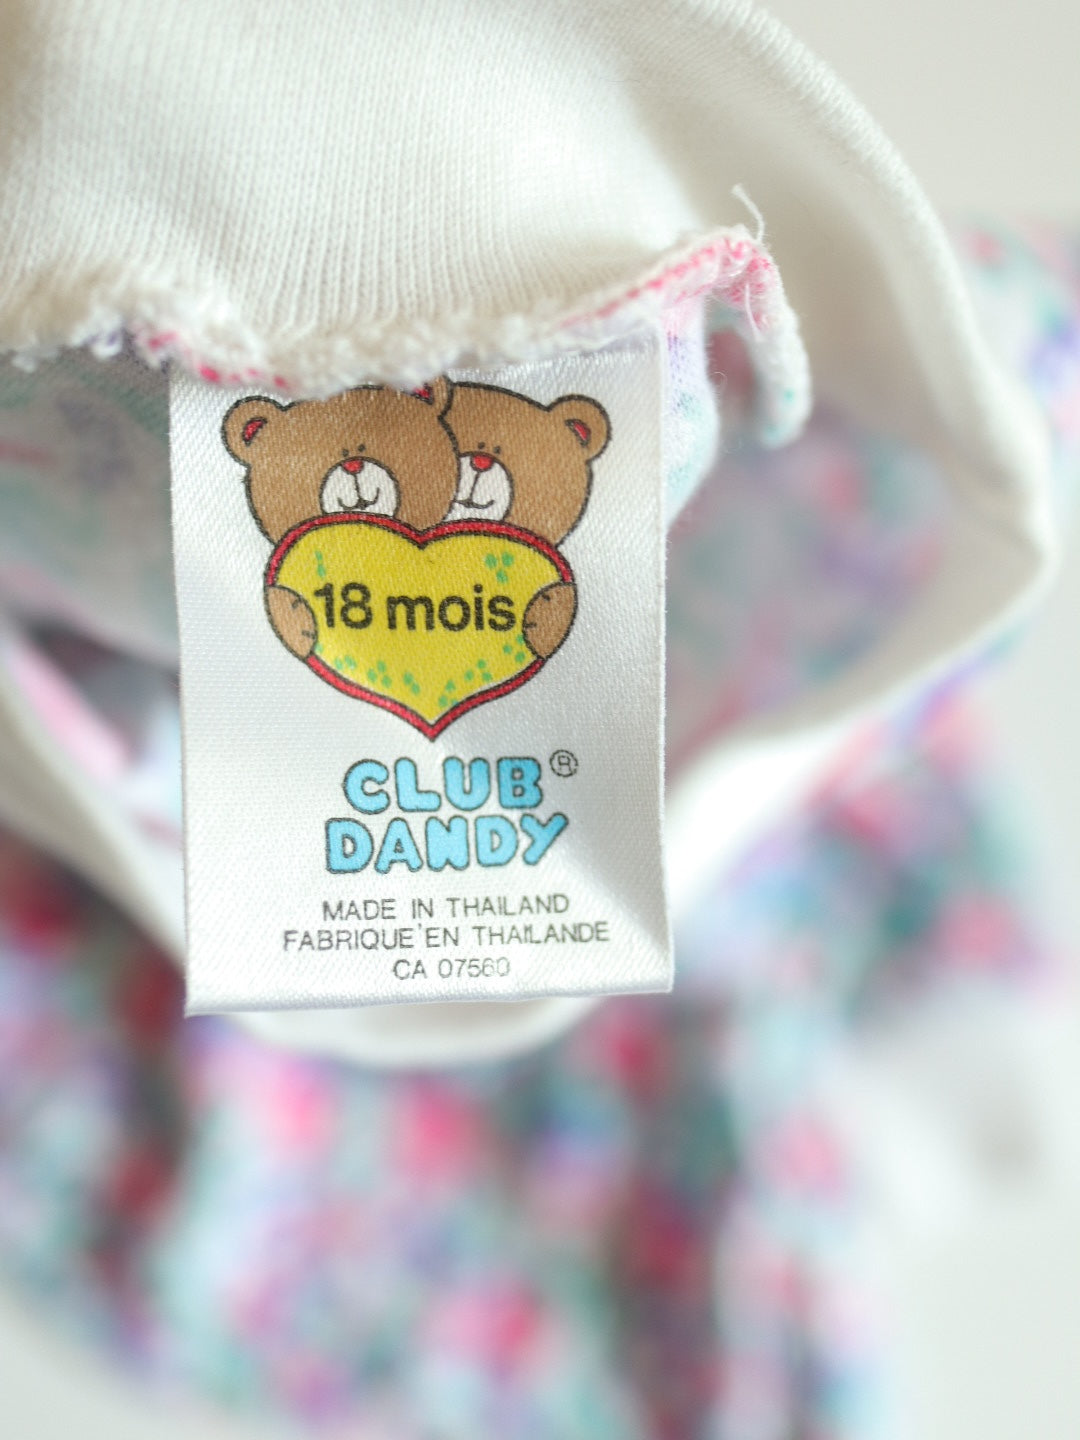 18 mois
CLUB ®
DANDY
MADE IN THAILAND
FABRIQUE'EN THAILANDE
CA 07560